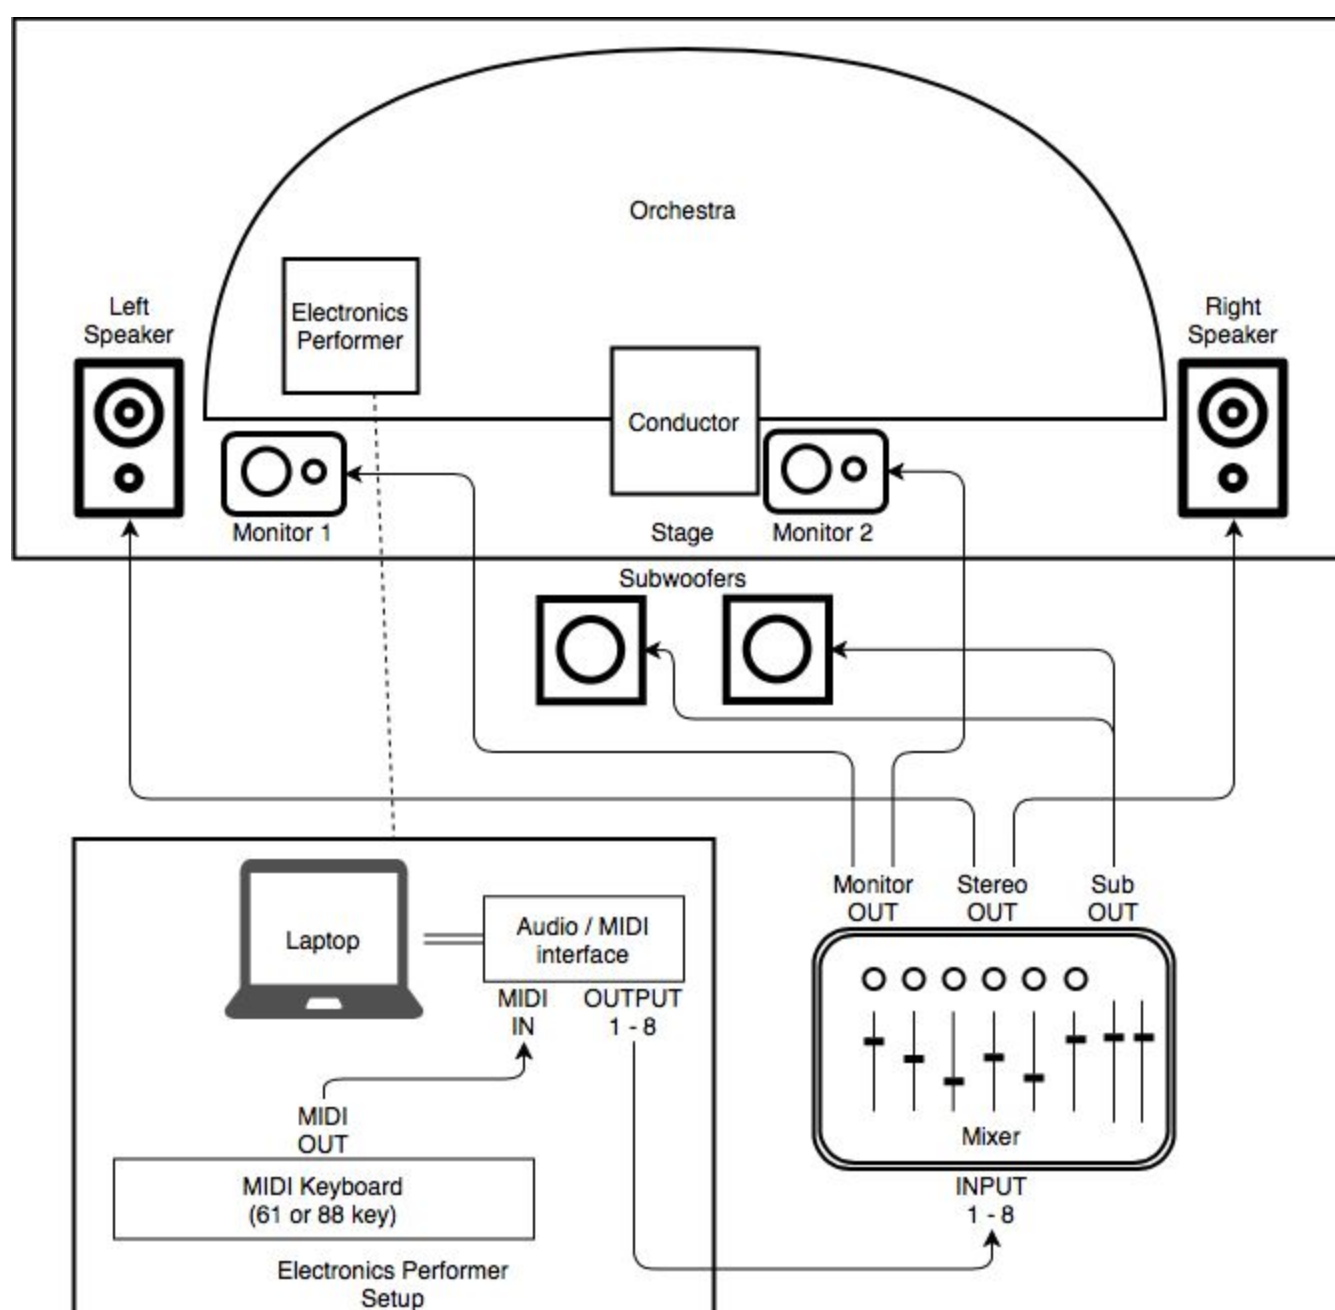 Orchestra
Electronics
Performer
Left
Speaker
Right
Speaker
Conductor
Monitor 1
Stage
Monitor 2
Subwoofers
Monitor
OUT
Stereo
OUT
Sub
OUT
Laptop
Audio / MIDI
interface
MIDI
IN
OUTPUT
1 - 8
MIDI
OUT
Mixer
MIDI Keyboard
(61 or 88 key)
INPUT
1 - 8
Electronics Performer
Setup